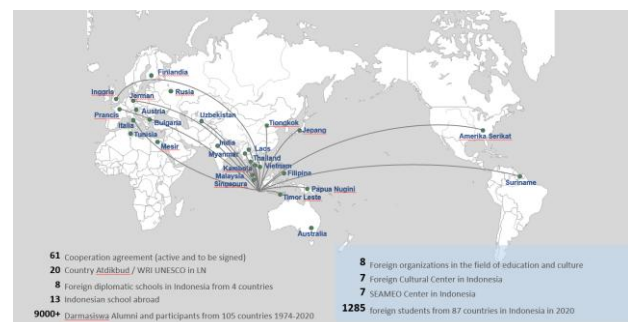 Finlandia
Inggris
Jerman
Rusia
Francis
Austria
Uzbekistan
Tiongkok
Italia
Bulgaria
Jepang
Amerika Serikat
Tunisia
India
Laos
Mesir
Myanmar
Thailand
Kamboja
Vietnam
Filipina
Malaysia
Suriname
Singapura
Papua Nugini
Timor Leste
Australia
61 Cooperation agreement (active and to be signed)
20 Country Atdikbud / WRI UNESCO in LN
8 Foreign diplomatic schools in Indonesia from 4 countries
13 Indonesian school abroad
9000+ Darmasiswa Alumni and participants from 105 countries 1974-2020
8 Foreign organizations in the field of education and culture
7 Foreign Cultural Center in Indonesia
7 SEAMEO Center in Indonesia
1285 foreign students from 87 countries in Indonesia in 2020